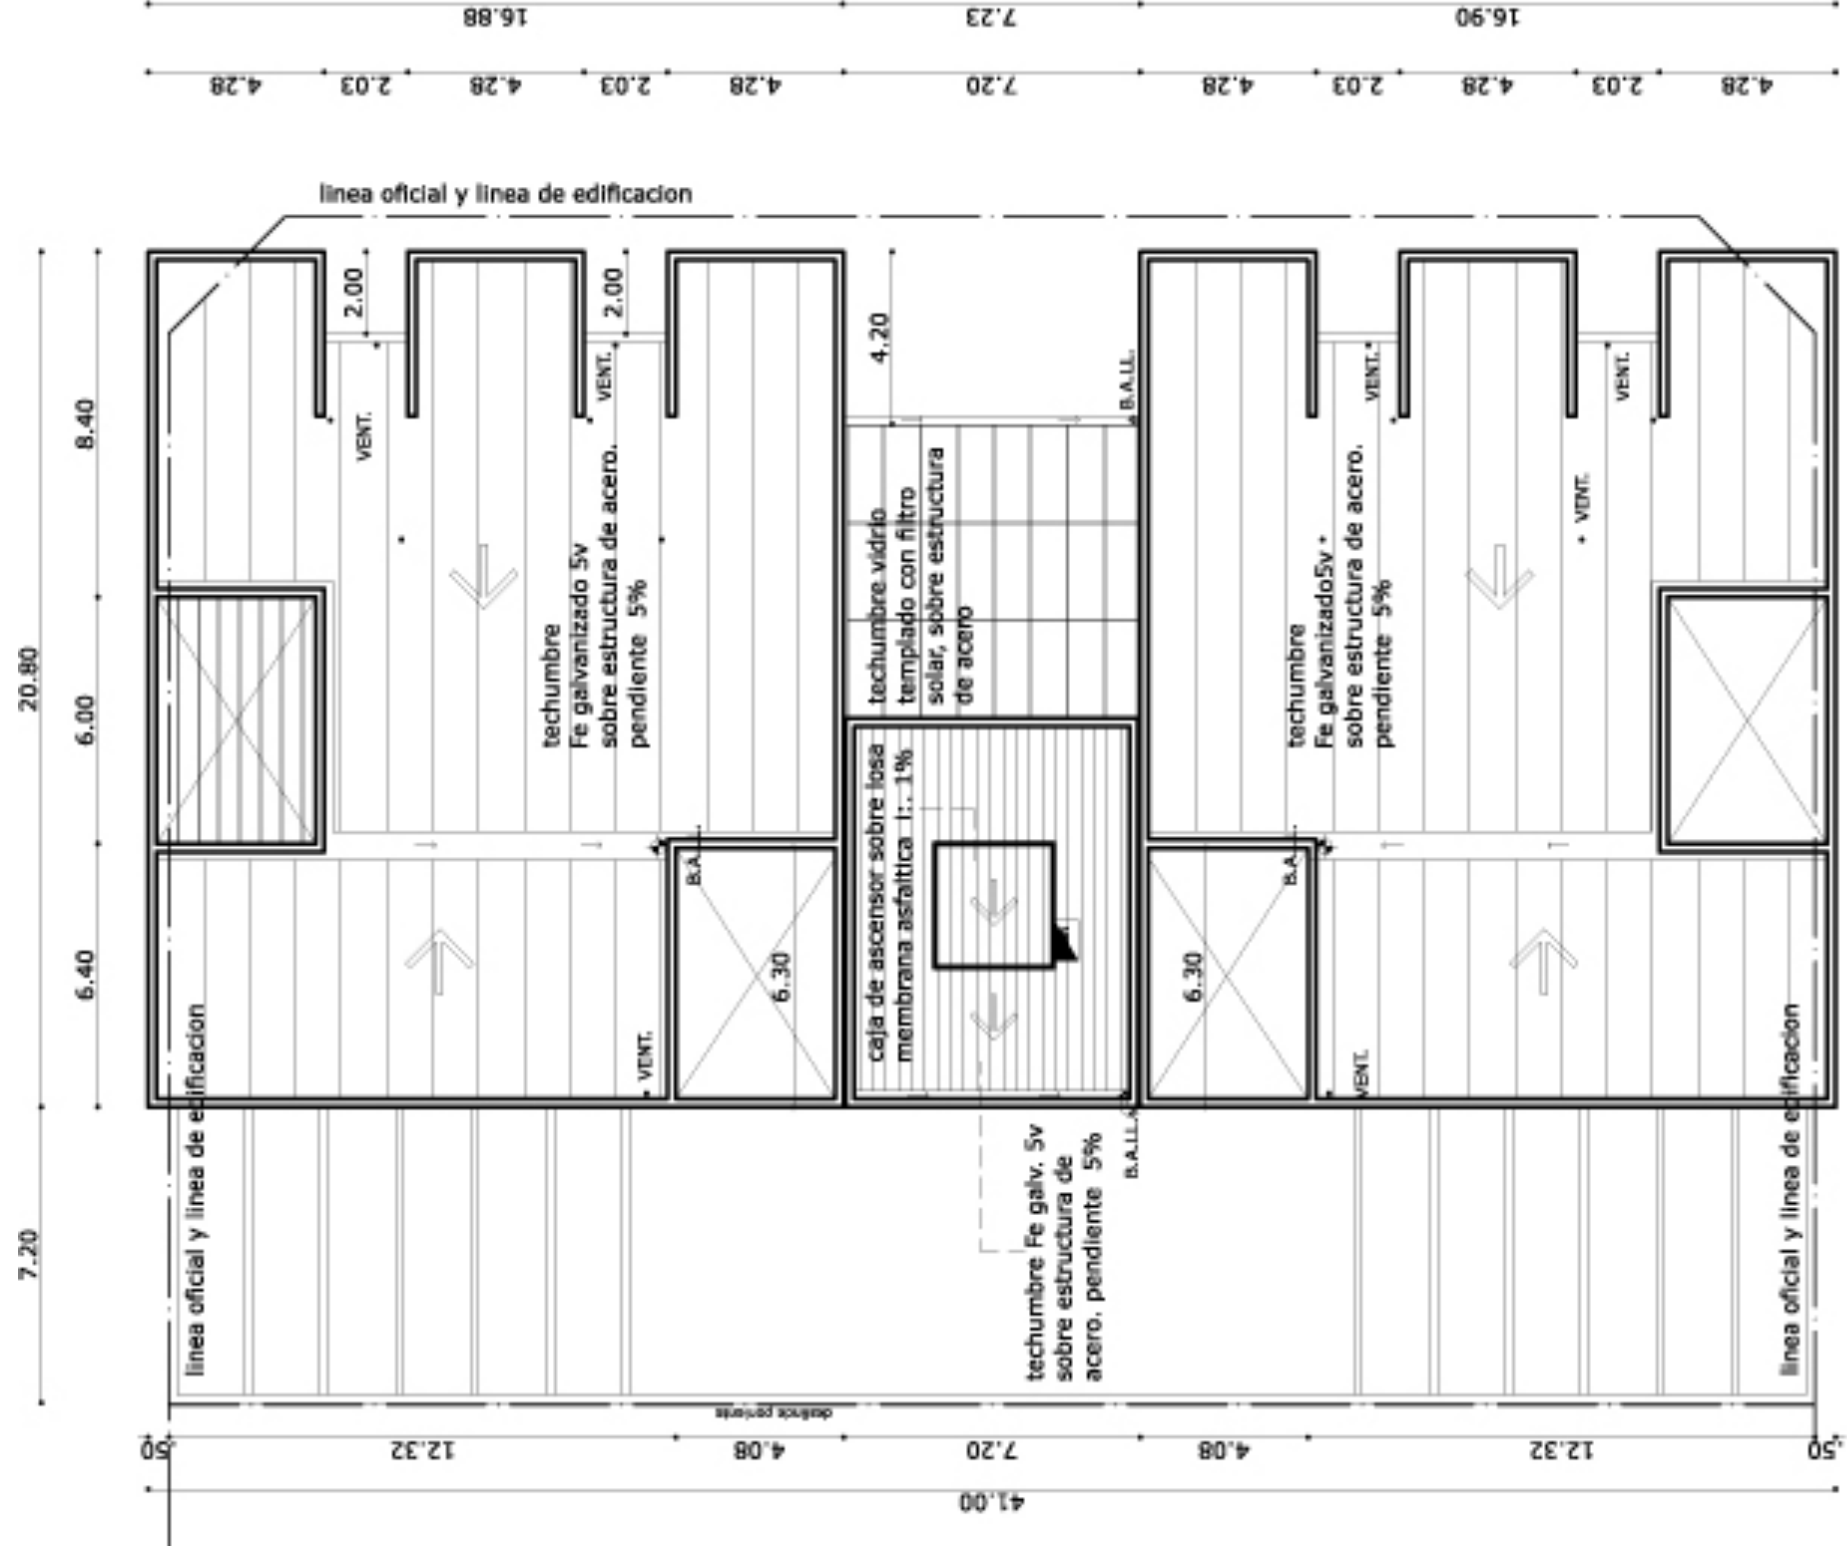 16.88
7.23
16.90
4.28
2.03
4.28
2.03
4.28
7.20
4.28
2.03
4.28
2.03
4.28
linea oficial y linea de edificacion
2.00
2.00
4.20
8.40
6.00
6.40
20.80
7.20
VENT.
VENT.
B.A.LL.
VENT.
VENT.
VENT.
techumbre
Fe galvanizado 5v
sobre estructura de acero.
pendiente 5%
techumbre vidrio
templado con filtro
solar, sobre estructura
de acero
techumbre
Fe galvanizado5v
sobre estructura de acero.
pendiente 5%
caja de ascensor sobre losa
membrana asfaltica I:. 1%
6.30
6.30
VENT.
VENT.
B.A.LL.
linea oficial y linea de edificacion
techumbre Fe galv. 5v
sobre estructura de
acero. pendiente 5%
linea oficial y linea de edificacion
deslinde poniente
.50
12.32
4.08
7.20
4.08
12.32
.50
41.00